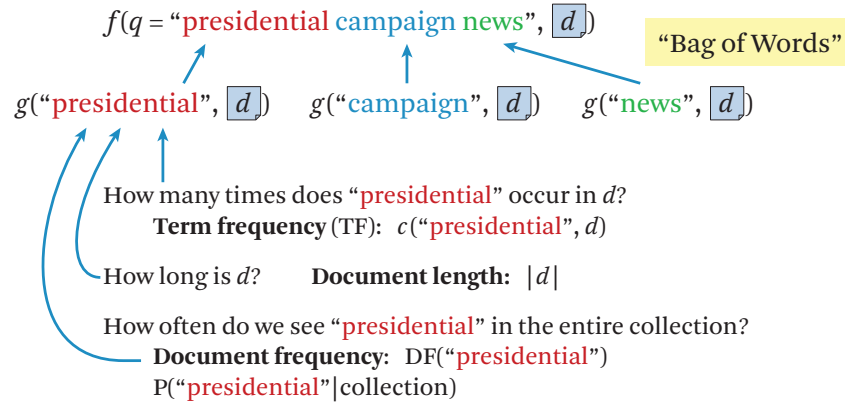 f(q = “presidential campaign news”, d)
“Bag of Words”
g(“presidential”, d) g(“campaign”, d) g(“news”, d)
How many times does “presidential” occur in d?
Term frequency (TF): c(“presidential”, d)
How long is d? Document length: |d|
How often do we see “presidential” in the entire collection?
Document frequency: DF(“presidential”)
P(“presidential”|collection)